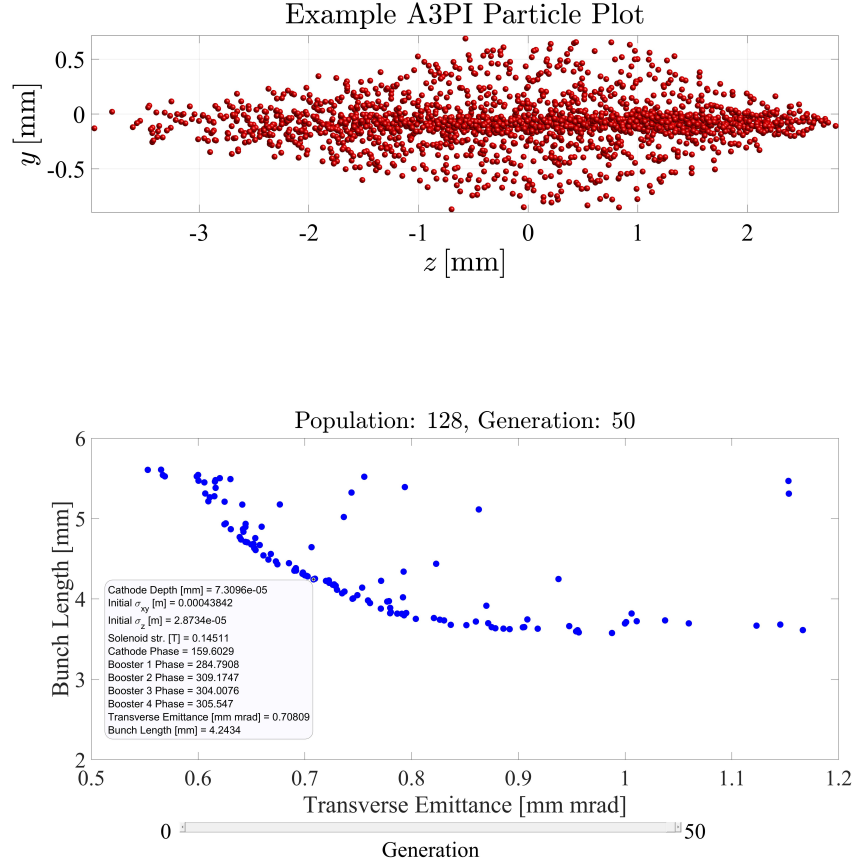 Example A3PI Particle Plot
0.5
0
-0.5
y [mm]
-3 -2 -1 0 1 2
z [mm]
Population: 128, Generation: 50
6
5
4
3
2
Bunch Length [mm]
Cathode Depth [mm] = 7.3096e-05
Initial σxy [m] = 0.00043842
Initial σz [m] = 2.8734e-05
Solenoid str. [T] = 0.14511
Cathode Phase = 159.6029
Booster 1 Phase = 284.7908
Booster 2 Phase = 309.1747
Booster 3 Phase = 304.0076
Booster 4 Phase = 305.547
Transverse Emittance [mm mrad] = 0.70809
Bunch Length [mm] = 4.2434
0.5 0.6 0.7 0.8 0.9 1 1.1 1.2
Transverse Emittance [mm mrad]
0 50
Generation